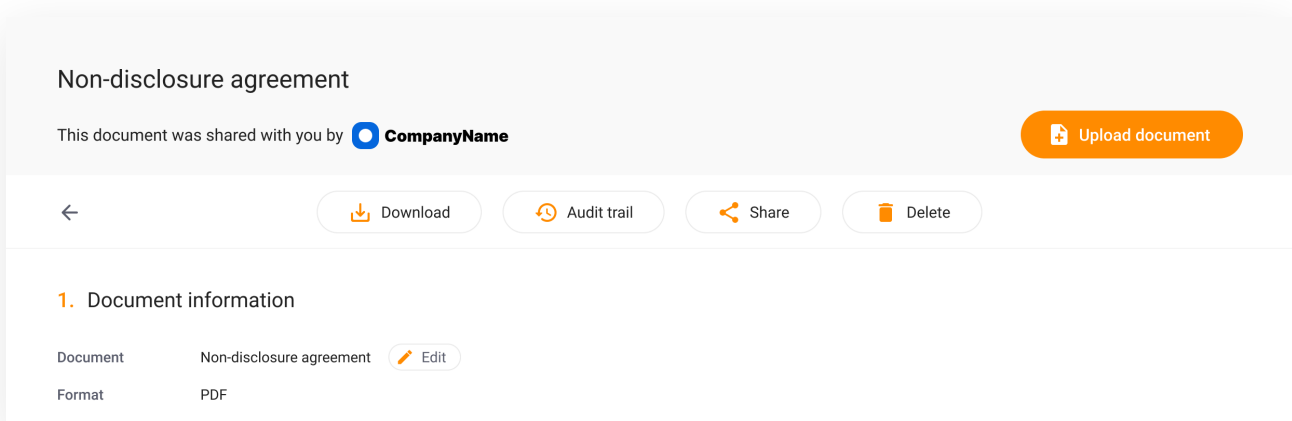 Non-disclosure agreement
This document was shared with you by CompanyName
Upload document
Download Audit trail Share Delete
1. Document information
Document Non-disclosure agreement Edit
Format PDF